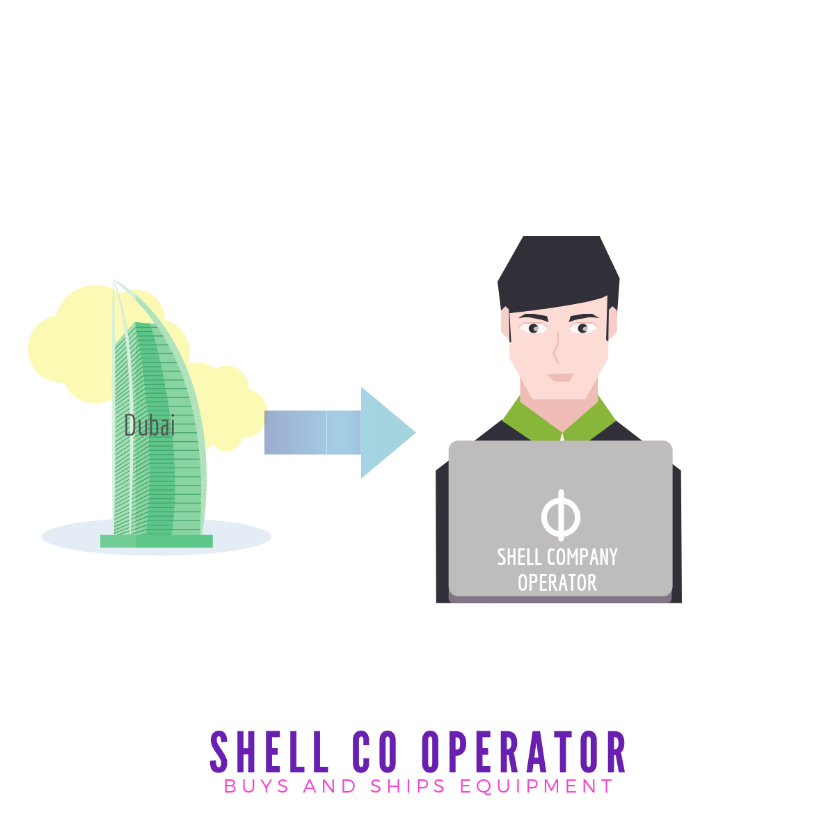 Dubai
SHELL COMPANY
OPERATOR
SHELL CO OPERATOR
BUYS AND SHIPS EQUIPMENT